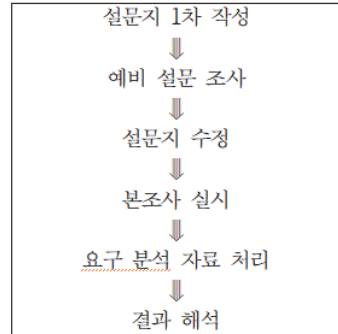 설문지 1차 작성
예비 설문 조사
설문지 수정
본조사 실시
요구 분석 자료 처리
결과 해석